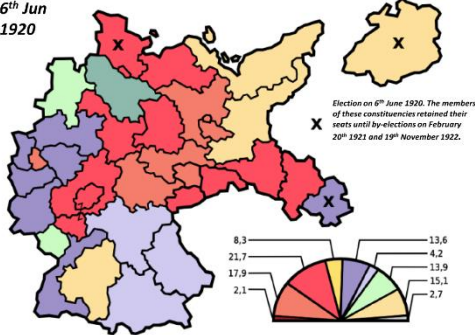 6th Jun
1920
X
X
Election on 6th June 1920. The members
of these constituencies retained their
seats until by-elections on February
20th 1921 and 19th November 1922.
X
X
8,3
13,6
4,2
21,7
13,9
17,9
15,1
2,1
2,7